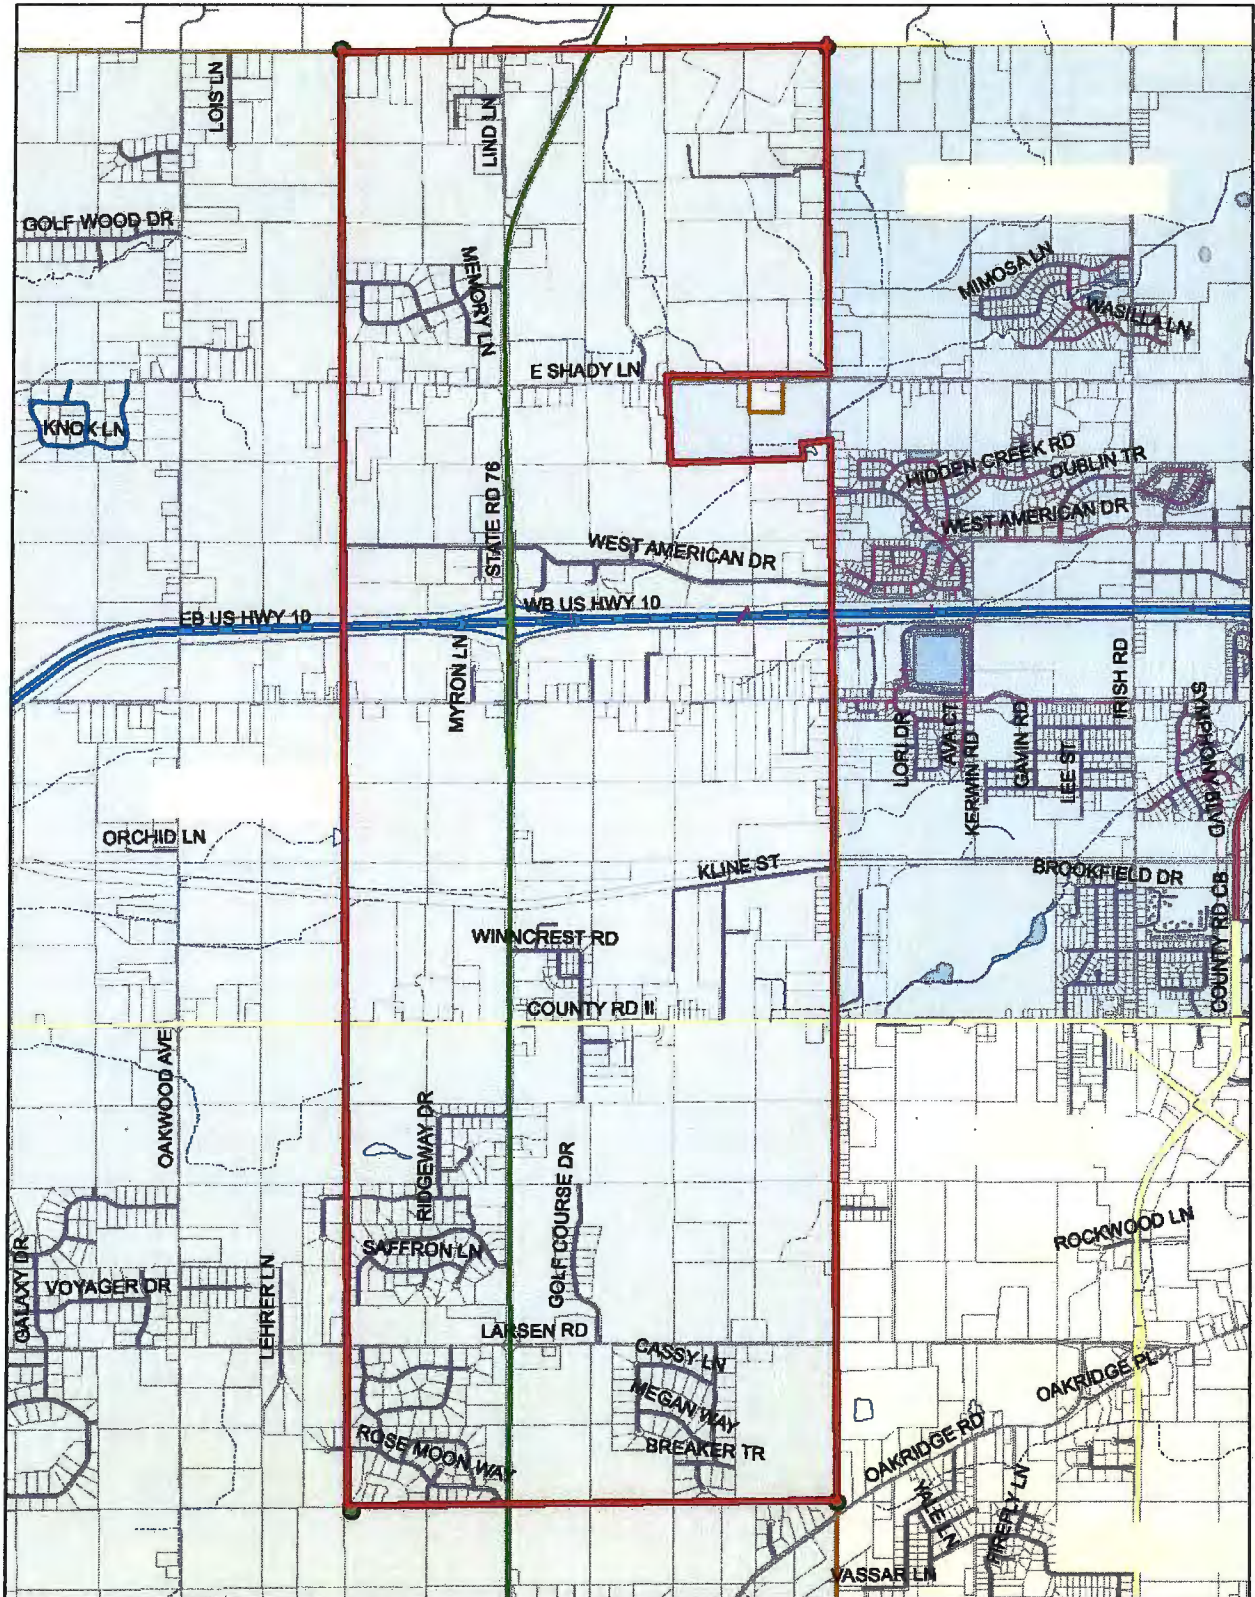 LOIS LN
LIND LN
GOLF WOOD DR
MEMORY LN
MIMOSA LN
WASILLA LN
E SHADY LN
KNOX LN
HIDDEN CREEK RD
DUBLIN TR
STATE RD 76
WEST AMERICAN DR
WEST AMERICAN DR
EB US HWY 10
WB US HWY 10
MYRON LN
IRISH RD
LORI DR
AVA CT
KERWIN RD
GAVIN RD
LEE ST
SYMPHONY BLVD
ORCHID LN
KLINE ST
BROOKFIELD DR
COUNTY RD CB
WINNCREST RD
COUNTY RD II
OAKWOOD AVE
RIDGEWAY DR
GOLF COURSE DR
ROCKWOOD LN
SAFFRON LN
GALAXY DR
VOYAGER DR
LEHRER LN
LARSEN RD
CASSY LN
OAKRIDGE PL
MEGAN WAY
OAKRIDGE RD
ROSE MOON WAY
BREAKER TR
YALE LN
FIREFLY LN
VASSAR LN